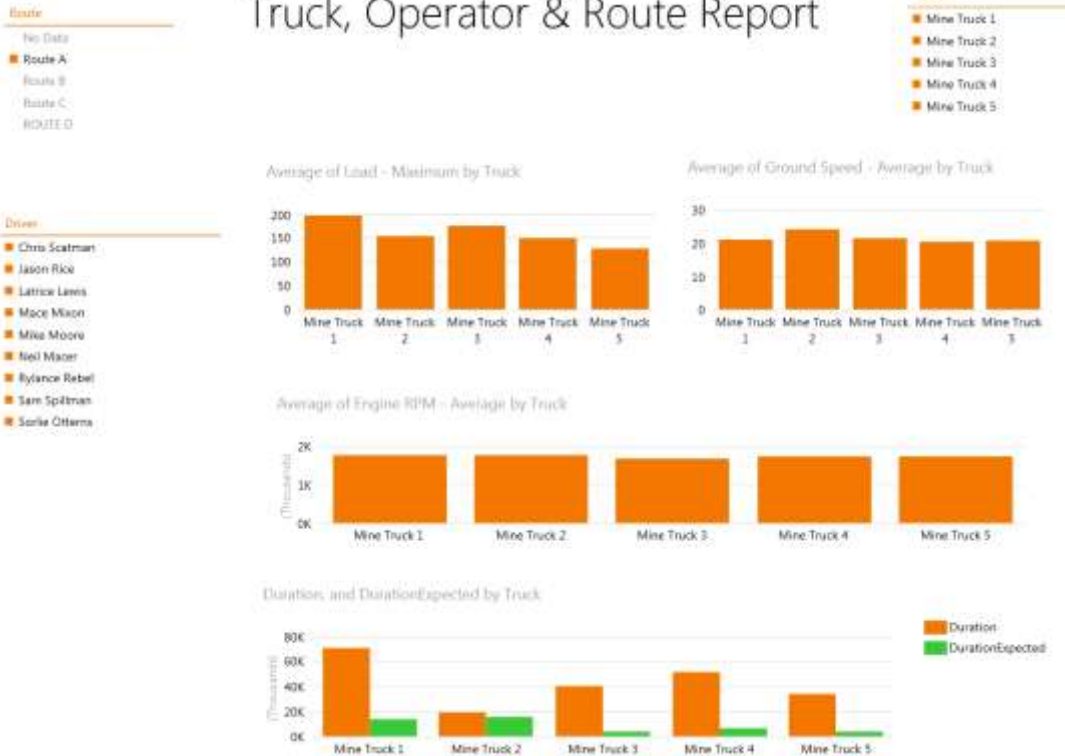 Truck, Operator & Route Report
Route
No Data
Route A
Route B
Route C
ROUTE D
Mine Truck 1
Mine Truck 2
Mine Truck 3
Mine Truck 4
Mine Truck 5
Driver
Chris Scatman
Jason Rice
Latrice Lewis
Mace Mixon
Mike Moore
Neil Macer
Rylance Rebel
Sam Spillman
Sorlie Otterns
Average of Load - Maximum by Truck
200
150
100
50
0
Mine Truck Mine Truck Mine Truck Mine Truck Mine Truck
1 2 3 4 5
Average of Ground Speed - Average by Truck
30
20
10
0
Mine Truck Mine Truck Mine Truck Mine Truck Mine Truck
1 2 3 4 5
Average of Engine RPM - Average by Truck
(Thousands)
2K
1K
0K
Mine Truck 1 Mine Truck 2 Mine Truck 3 Mine Truck 4 Mine Truck 5
Duration, and DurationExpected by Truck
(Thousands)
80K
60K
40K
20K
0K
Mine Truck 1 Mine Truck 2 Mine Truck 3 Mine Truck 4 Mine Truck 5
Duration
DurationExpected